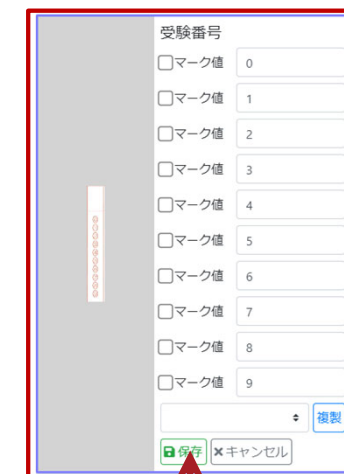 受験番号
マーク値 0
マーク値 1
マーク値 2
マーク値 3
マーク値 4
マーク値 5
マーク値 6
マーク値 7
マーク値 8
マーク値 9
複製
保存 ×キャンセル